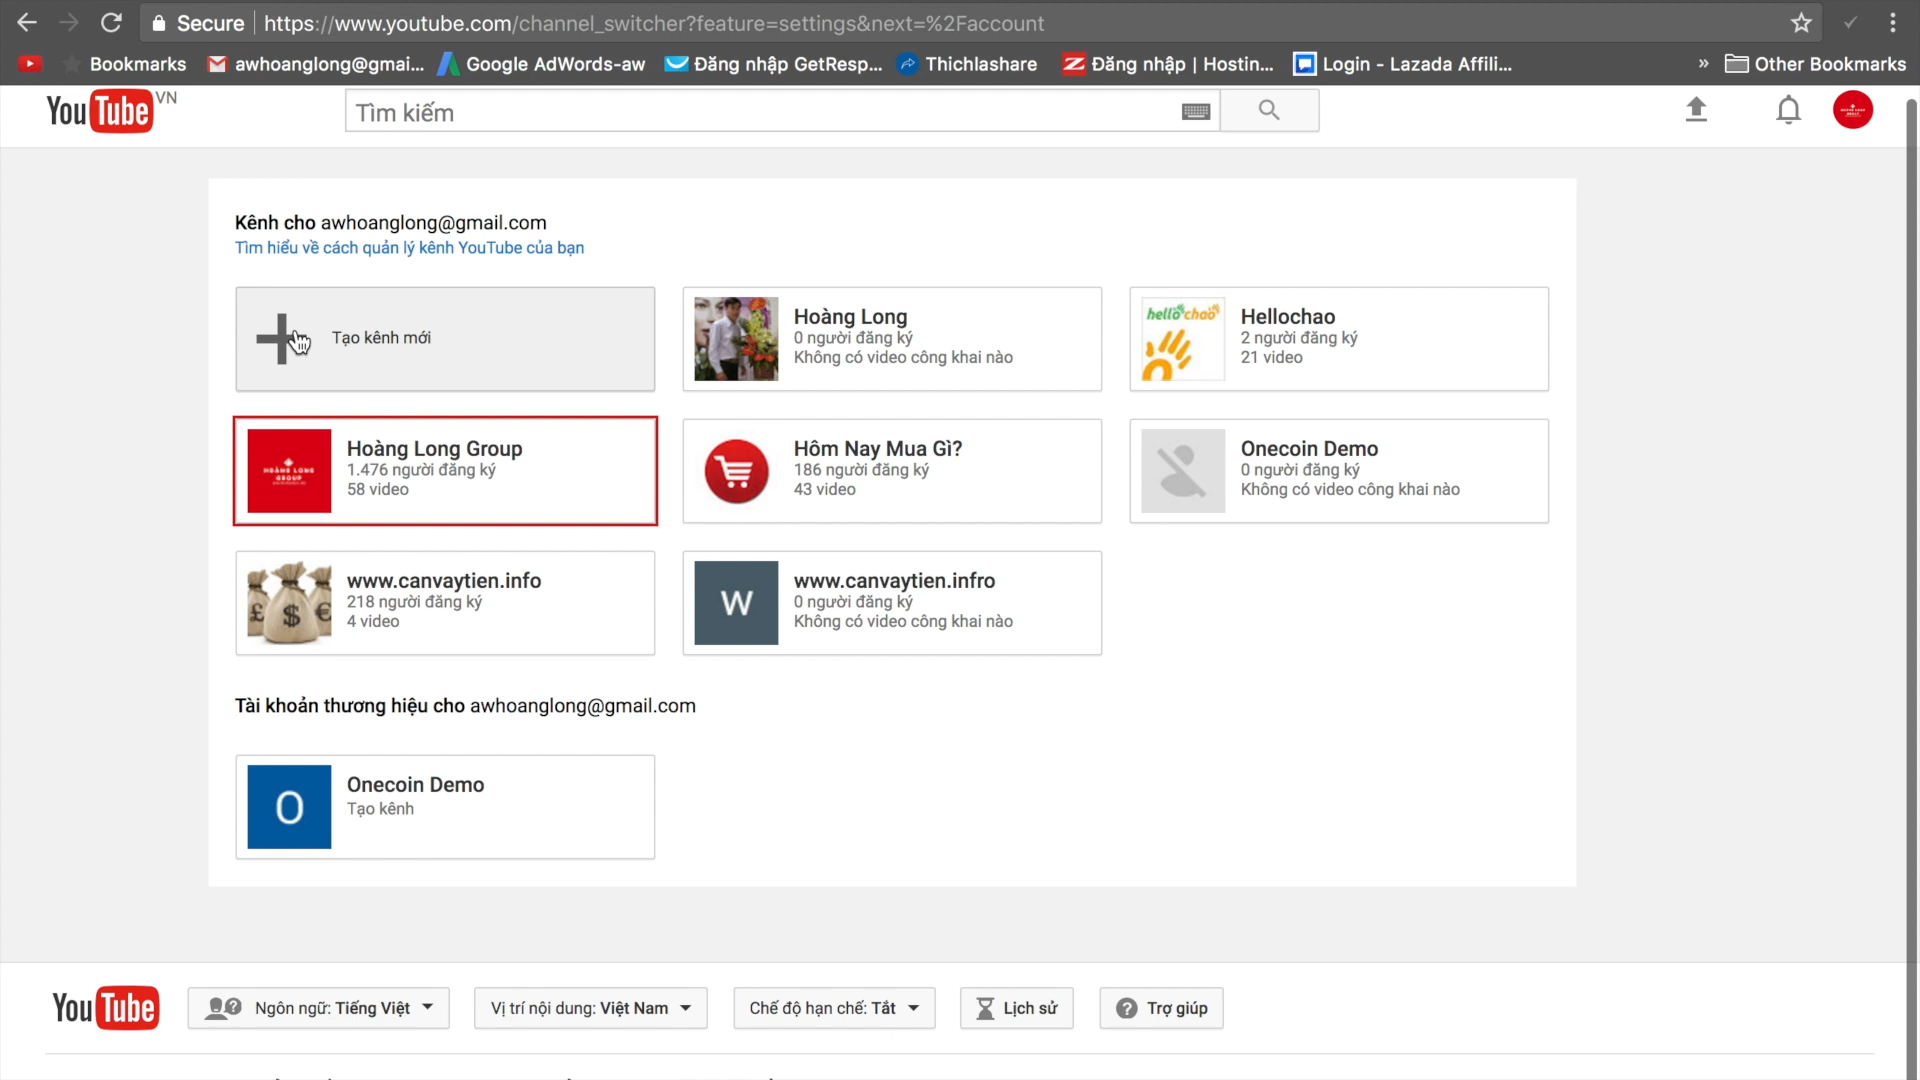 Secure https://www.youtube.com/channel_switcher?feature=settings&next=%2Faccount
Bookmarks awhoanglong@gmai... Google AdWords-aw Đăng nhập GetResp... Thichlashare Đăng nhập | Hostin... Login - Lazada Affili... » Other Bookmarks
YouTube VN Tìm kiếm
Kênh cho awhoanglong@gmail.com
Tìm hiểu về cách quản lý kênh YouTube của bạn
Tạo kênh mới
Hoàng Long
0 người đăng ký
Không có video công khai nào
hello chao
Hellochao
2 người đăng ký
21 video
HOÀNG LONG
GROUP
Hoàng Long Group
1.476 người đăng ký
58 video
Hôm Nay Mua Gì?
186 người đăng ký
43 video
Onecoin Demo
0 người đăng ký
Không có video công khai nào
£ $ €
www.canvaytien.info
218 người đăng ký
4 video
W
www.canvaytien.infro
0 người đăng ký
Không có video công khai nào
Tài khoản thương hiệu cho awhoanglong@gmail.com
O
Onecoin Demo
Tạo kênh
YouTube Ngôn ngữ: Tiếng Việt Vị trí nội dung: Việt Nam Chế độ hạn chế: Tắt Lịch sử Trợ giúp